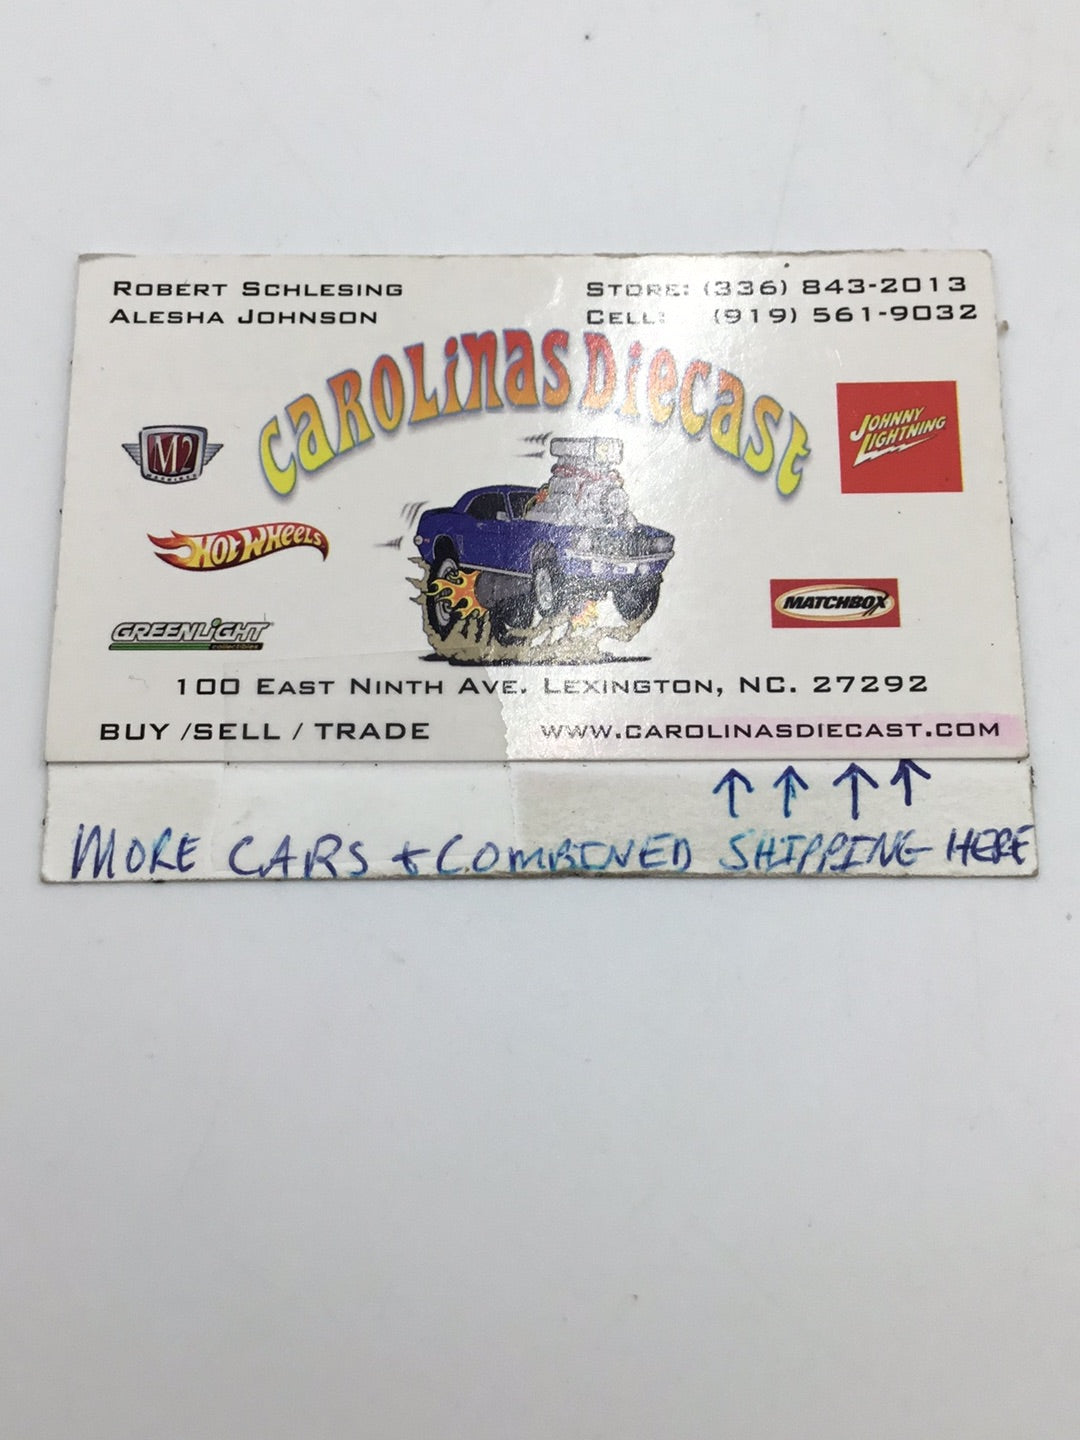 ROBERT SCHLESING
ALESHA JOHNSON
STORE: (336) 843-2013
CELL: (919) 561-9032
CAROLINAS DIECAST
M2
MACHINES
JOHNNY
LIGHTNING
HOT WHEELS
MATCHBOX
GREENLIGHT
collectibles
100 EAST NINTH AVE. LEXINGTON, NC. 27292
BUY /SELL / TRADE
WWW.CAROLINASDIECAST.COM
↑ ↑ ↑ ↑
MORE CARS + COMBINED SHIPPING HERE